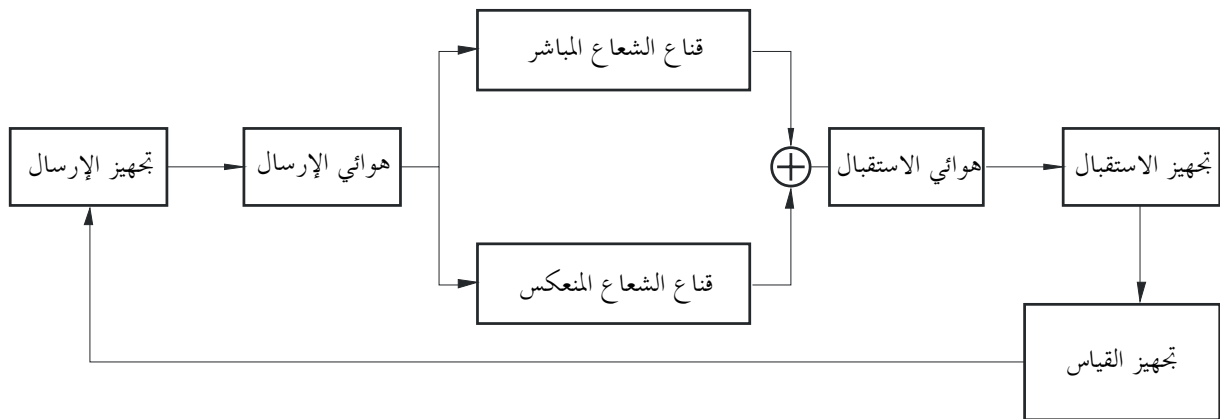 قناع الشعاع المباشر
تجهيز الإرسال
هوائي الإرسال
هوائي الاستقبال
تجهيز الاستقبال
قناع الشعاع المنعكس
تجهيز القياس